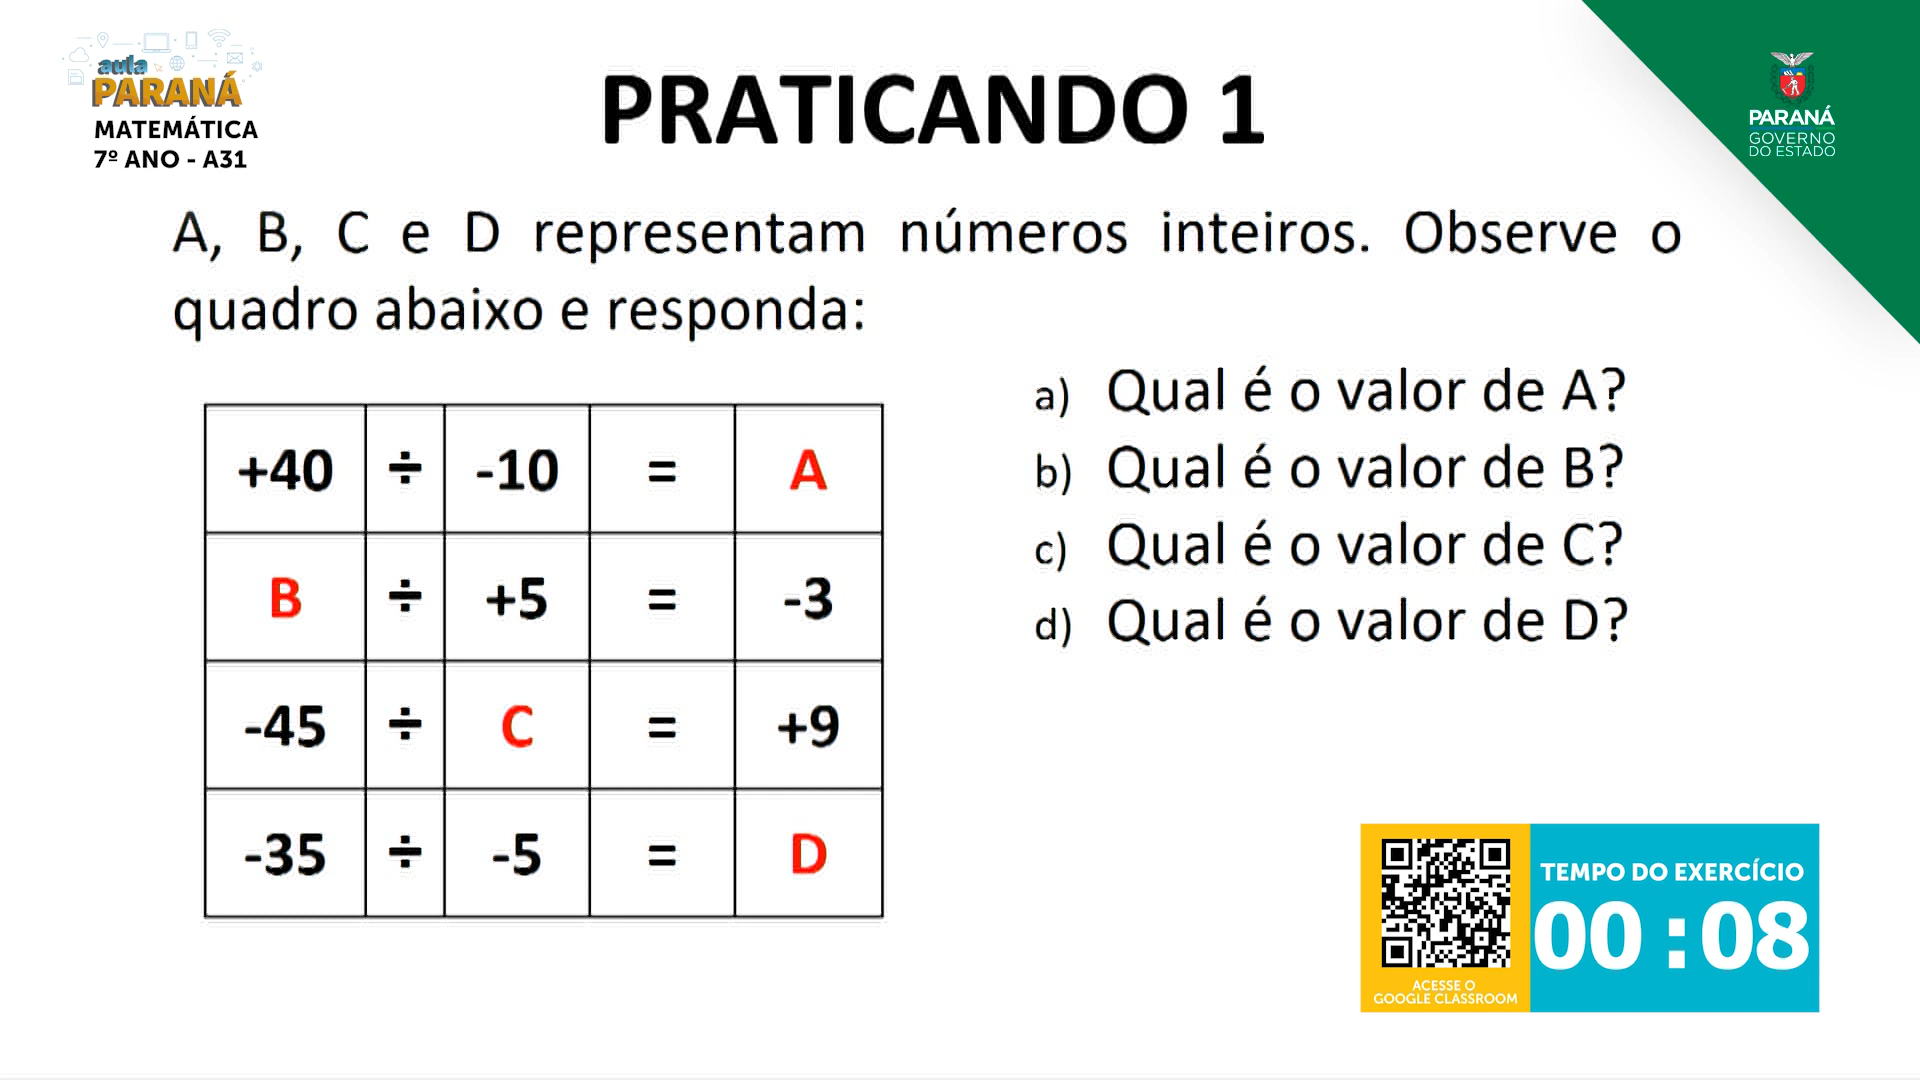 aula
PARANÁ
MATEMÁTICA
7º ANO - A31
PRATICANDO 1
PARANÁ
GOVERNO
DO ESTADO
A, B, C e D representam números inteiros. Observe o
quadro abaixo e responda:
+40 ÷ -10 = A
B ÷ +5 = -3
-45 ÷ C = +9
-35 ÷ -5 = D
a) Qual é o valor de A?
b) Qual é o valor de B?
c) Qual é o valor de C?
d) Qual é o valor de D?
TEMPO DO EXERCÍCIO
00 : 08
ACESSE O
GOOGLE CLASSROOM